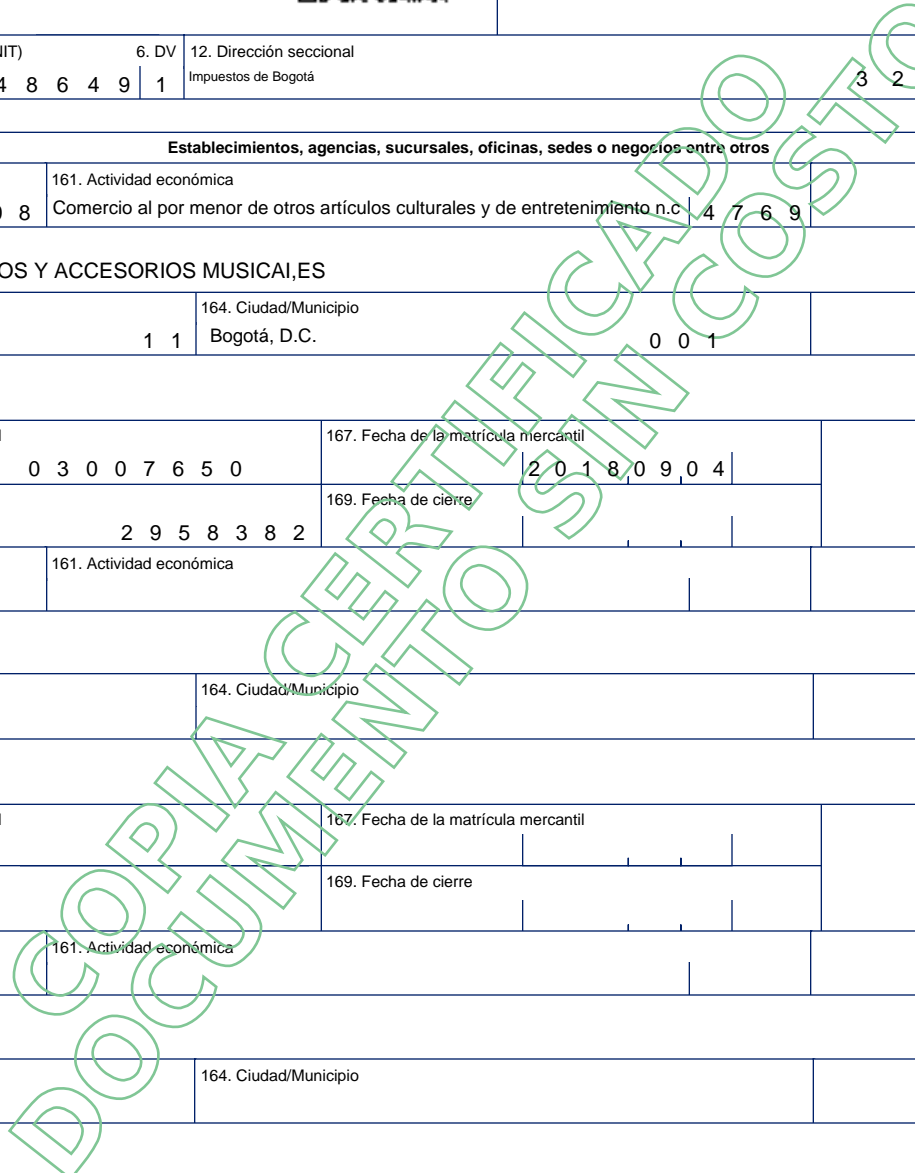 6. DV 12. Dirección seccional
8 6 4 9 1 Impuestos de Bogotá 3 2
Establecimientos, agencias, sucursales, oficinas, sedes o negocios entre otros
161. Actividad económica
8 Comercio al por menor de otros artículos culturales y de entretenimiento n.c 4 7 6 9
OS Y ACCESORIOS MUSICAI,ES
164. Ciudad/Municipio
1 1 Bogotá, D.C. 0 0 1
167. Fecha de la matrícula mercantil
0 3 0 0 7 6 5 0 2 0 1 8 0 9 0 4
169. Fecha de cierre
2 9 5 8 3 8 2
161. Actividad económica
164. Ciudad/Municipio
167. Fecha de la matrícula mercantil
169. Fecha de cierre
161. Actividad económica
164. Ciudad/Municipio
COPIA CERTIFICADO
DOCUMENTO SIN COSTO